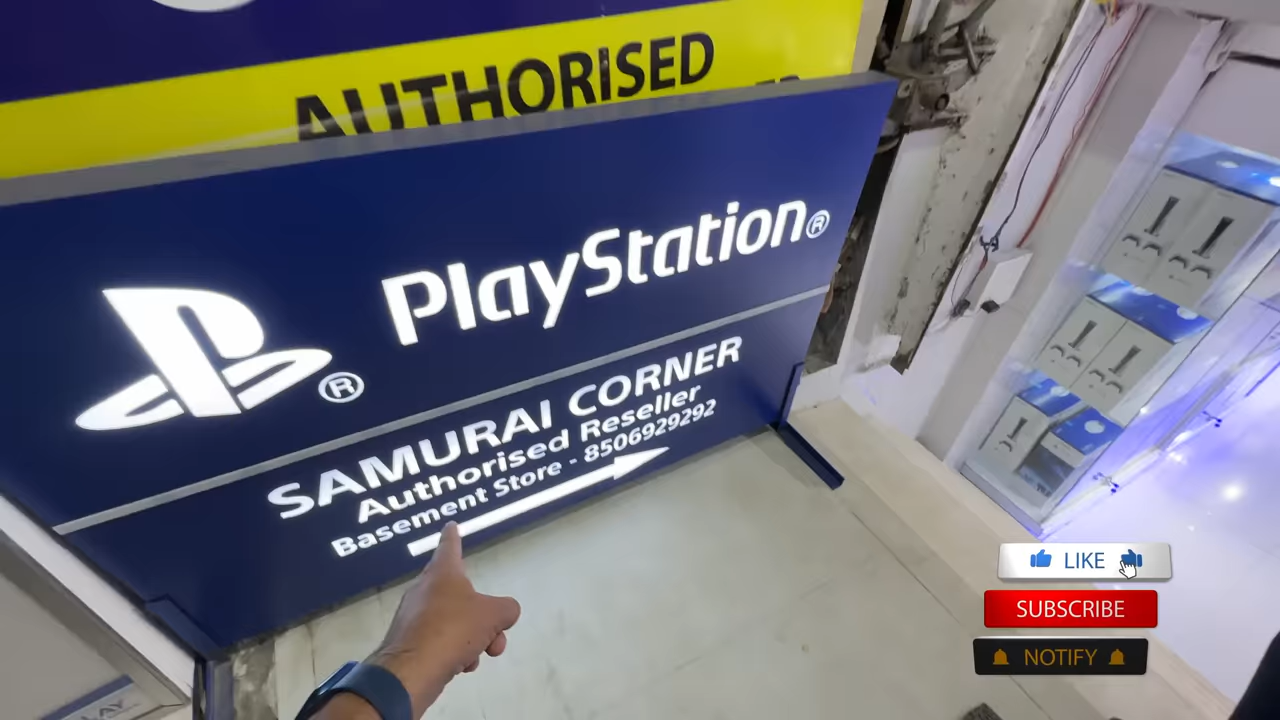 AUTHORISED
PlayStation®
®
SAMURAI CORNER
Authorised Reseller
Basement Store - 8506929292
LIKE
SUBSCRIBE
NOTIFY